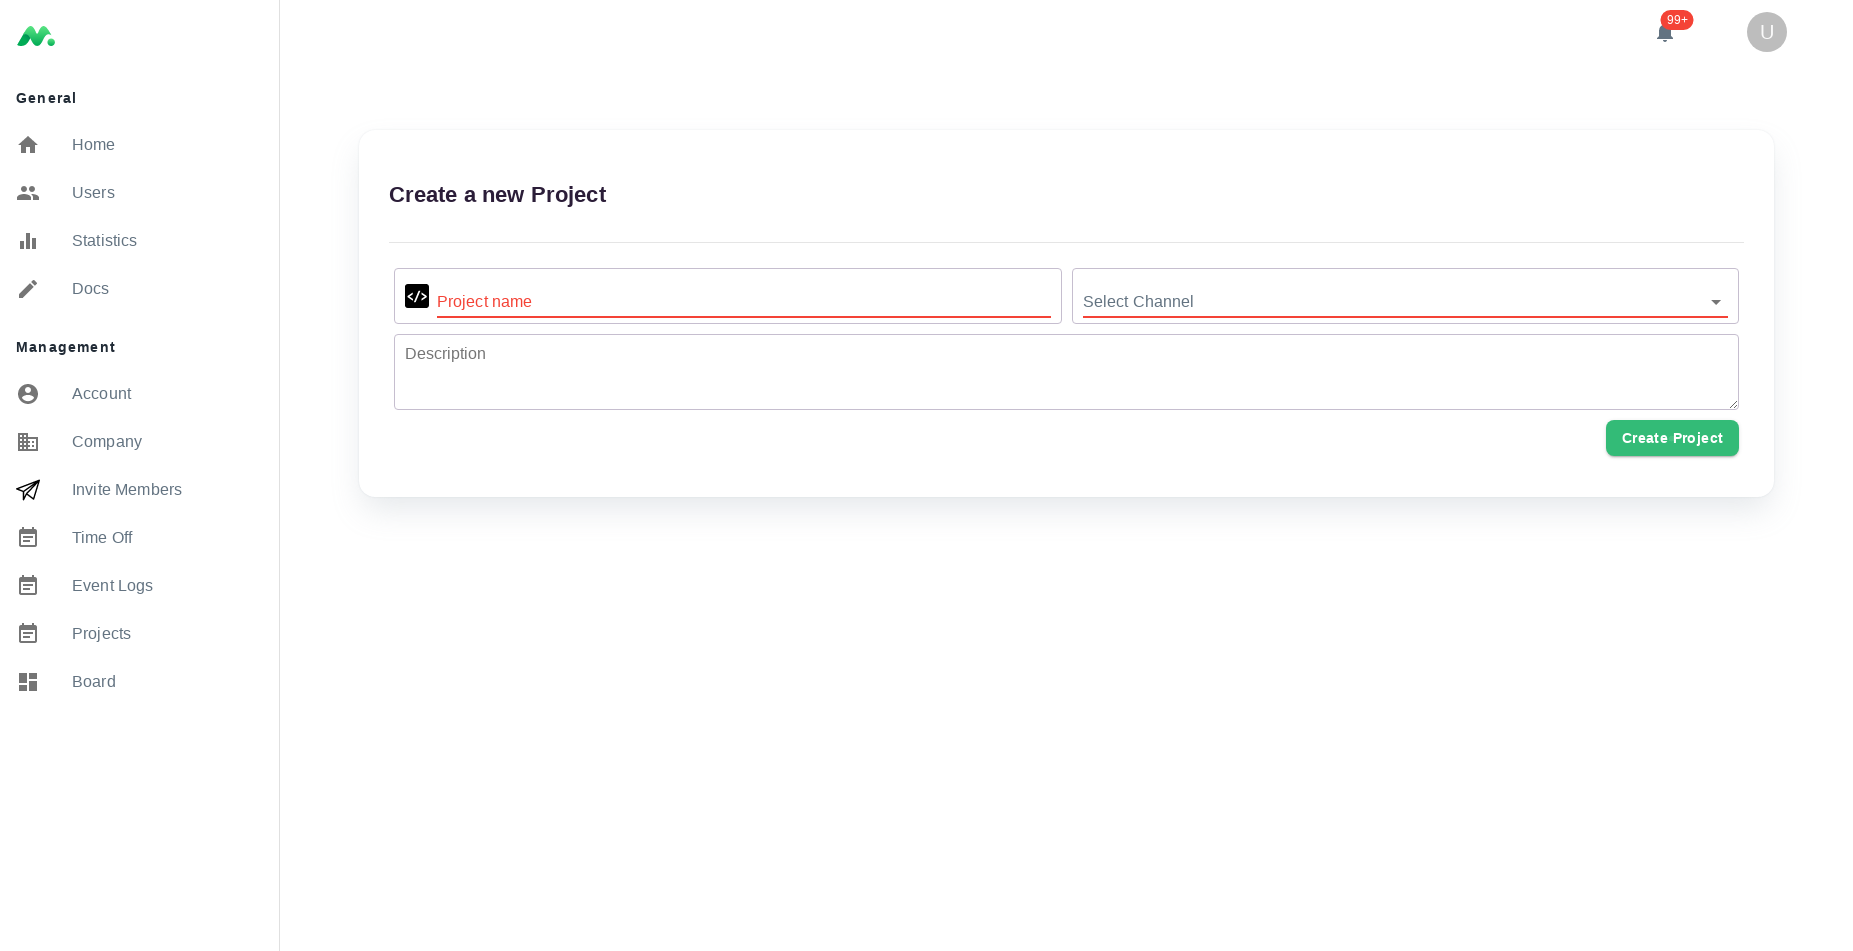 99+
U
General
Home
Users
Statistics
Docs
Management
Account
Company
Invite Members
Time Off
Event Logs
Projects
Board
Create a new Project
Project name
Select Channel
Description
Create Project